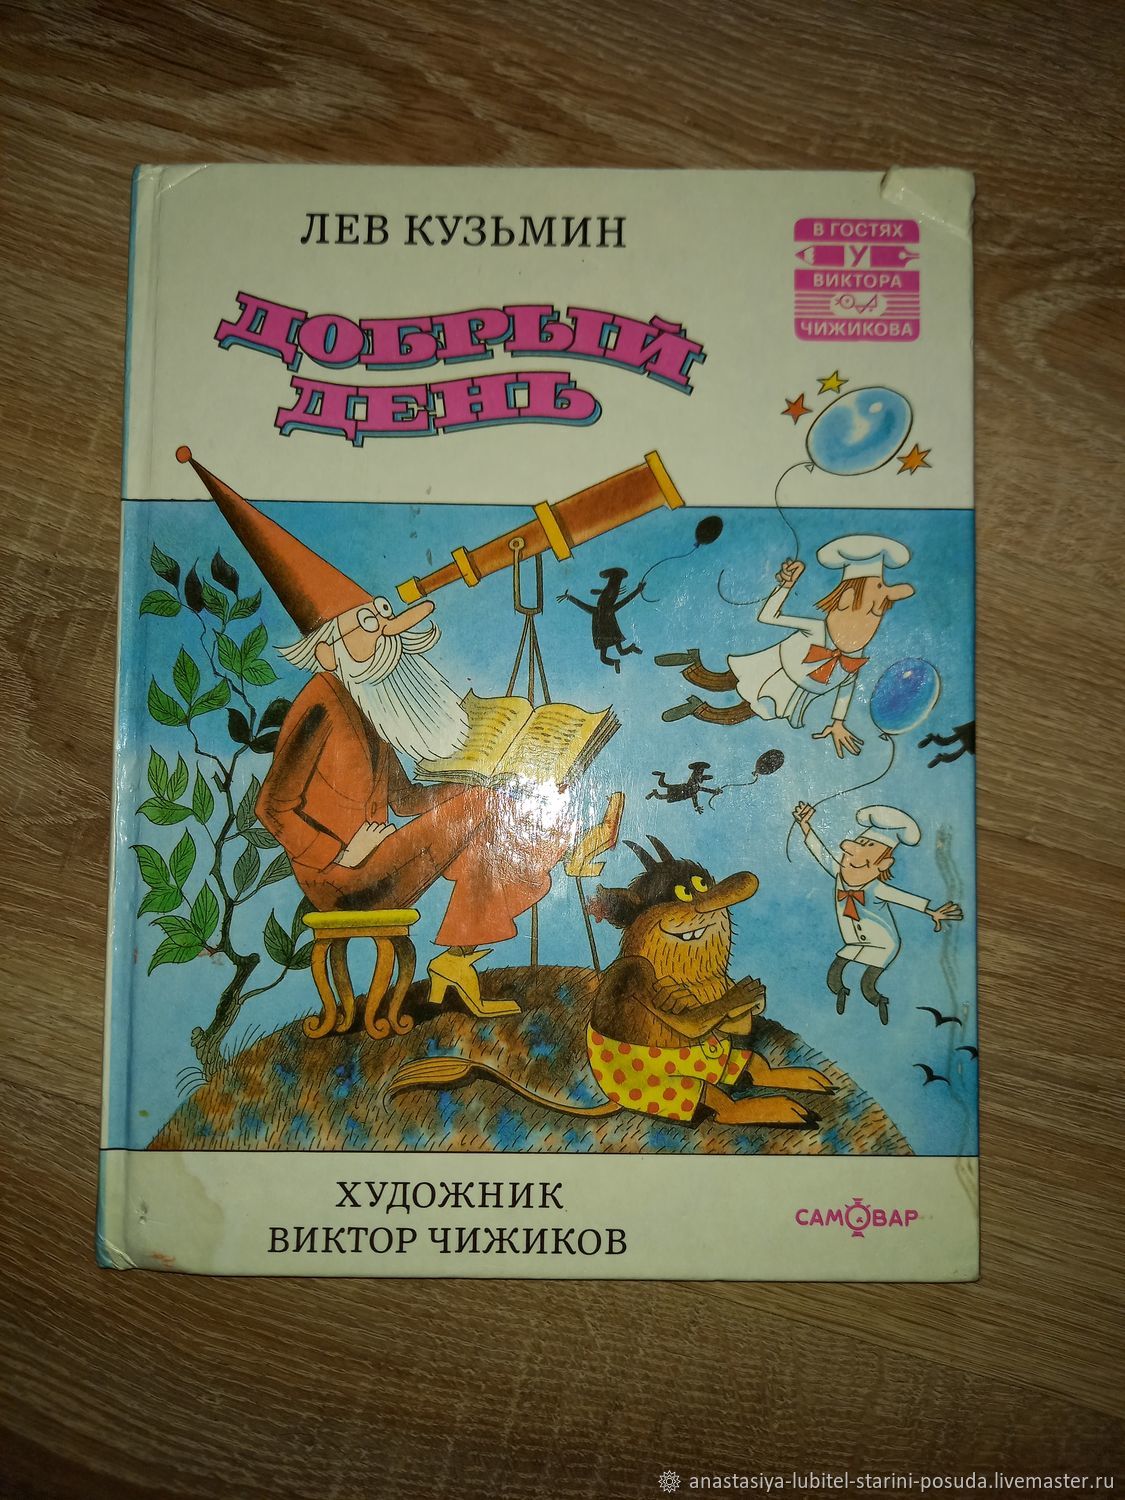 ЛЕВ КУЗЬМИН
В ГОСТЯХ
У
ВИКТОРА
ЧИЖИКОВА
ДОБРЫЙ
ДЕНЬ
ХУДОЖНИК
ВИКТОР ЧИЖИКОВ
САМОВАР
anastasiya-lubitel-starini-posuda.livemaster.ru